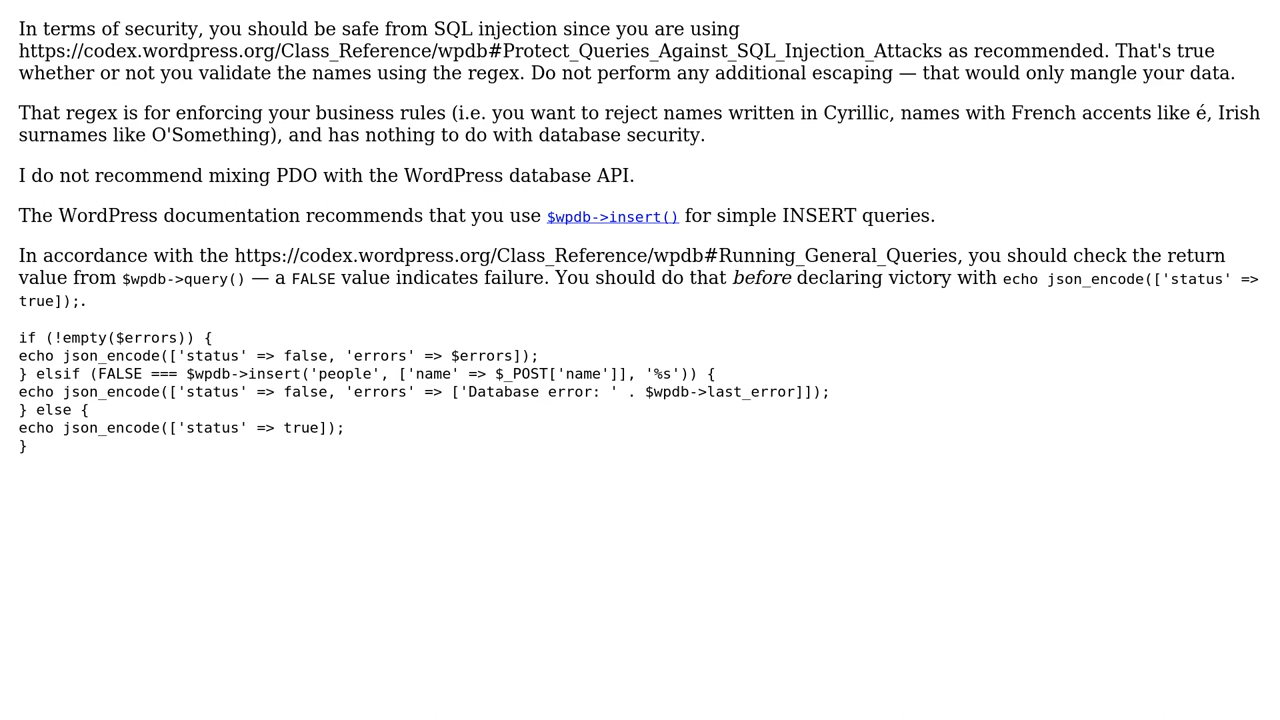 In terms of security, you should be safe from SQL injection since you are using
https://codex.wordpress.org/Class_Reference/wpdb#Protect_Queries_Against_SQL_Injection_Attacks as recommended. That's true
whether or not you validate the names using the regex. Do not perform any additional escaping — that would only mangle your data.
That regex is for enforcing your business rules (i.e. you want to reject names written in Cyrillic, names with French accents like é, Irish
surnames like O'Something), and has nothing to do with database security.
I do not recommend mixing PDO with the WordPress database API.
The WordPress documentation recommends that you use $wpdb->insert() for simple INSERT queries.
In accordance with the https://codex.wordpress.org/Class_Reference/wpdb#Running_General_Queries, you should check the return
value from $wpdb->query() — a FALSE value indicates failure. You should do that before declaring victory with echo json_encode(['status' =>
true]);.
if (!empty($errors)) {
echo json_encode(['status' => false, 'errors' => $errors]);
} elsif (FALSE === $wpdb->insert('people', ['name' => $_POST['name']], '%s')) {
echo json_encode(['status' => false, 'errors' => ['Database error: ' . $wpdb->last_error]]);
} else {
echo json_encode(['status' => true]);
}